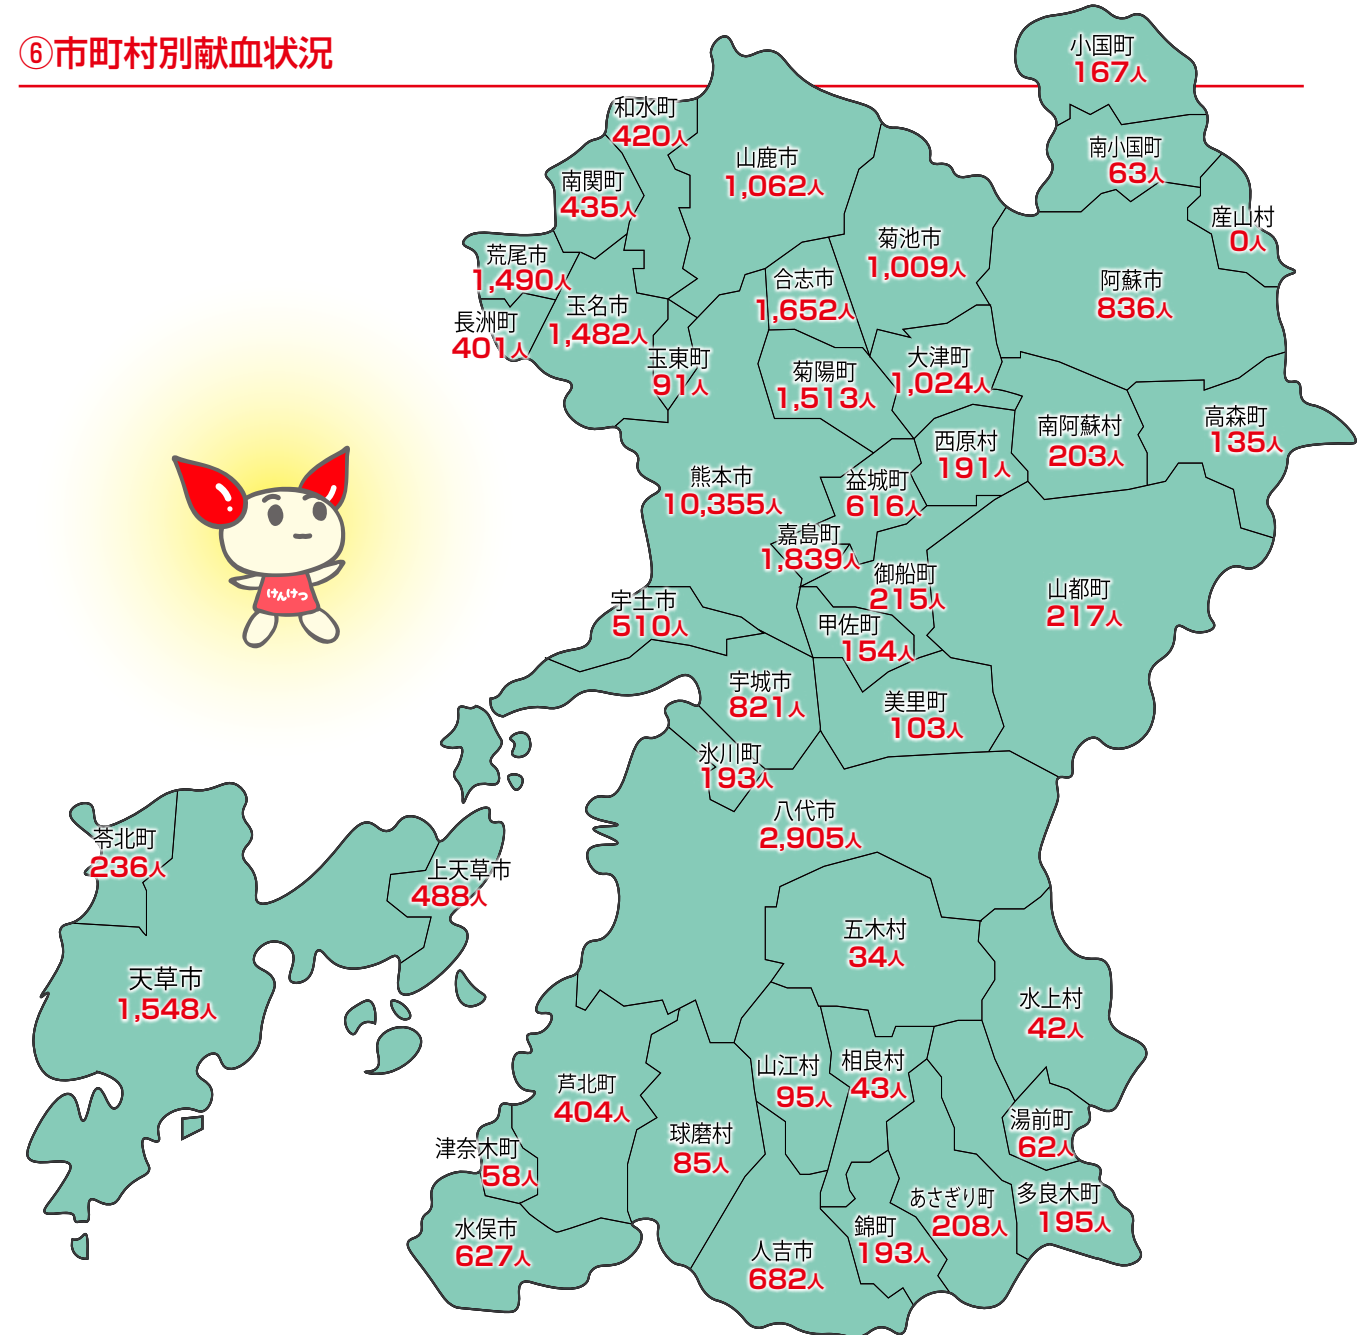 ⑥市町村別献血状況
小国町
167人
和水町
420人
南小国町
63人
山鹿市
1,062人
南関町
435人
産山村
0人
菊池市
1,009人
荒尾市
1,490人
合志市
1,652人
阿蘇市
836人
玉名市
1,482人
長洲町
401人
玉東町
91人
菊陽町
1,513人
大津町
1,024人
高森町
135人
南阿蘇村
203人
西原村
191人
熊本市
10,355人
益城町
616人
嘉島町
1,839人
御船町
215人
山都町
217人
けんけつ
宇土市
510人
甲佐町
154人
宇城市
821人
美里町
103人
氷川町
193人
八代市
2,905人
苓北町
236人
上天草市
488人
五木村
34人
天草市
1,548人
水上村
42人
山江村
95人
相良村
43人
芦北町
404人
湯前町
62人
球磨村
85人
津奈木町
58人
あさぎり町
208人
多良木町
195人
水俣市
627人
錦町
193人
人吉市
682人